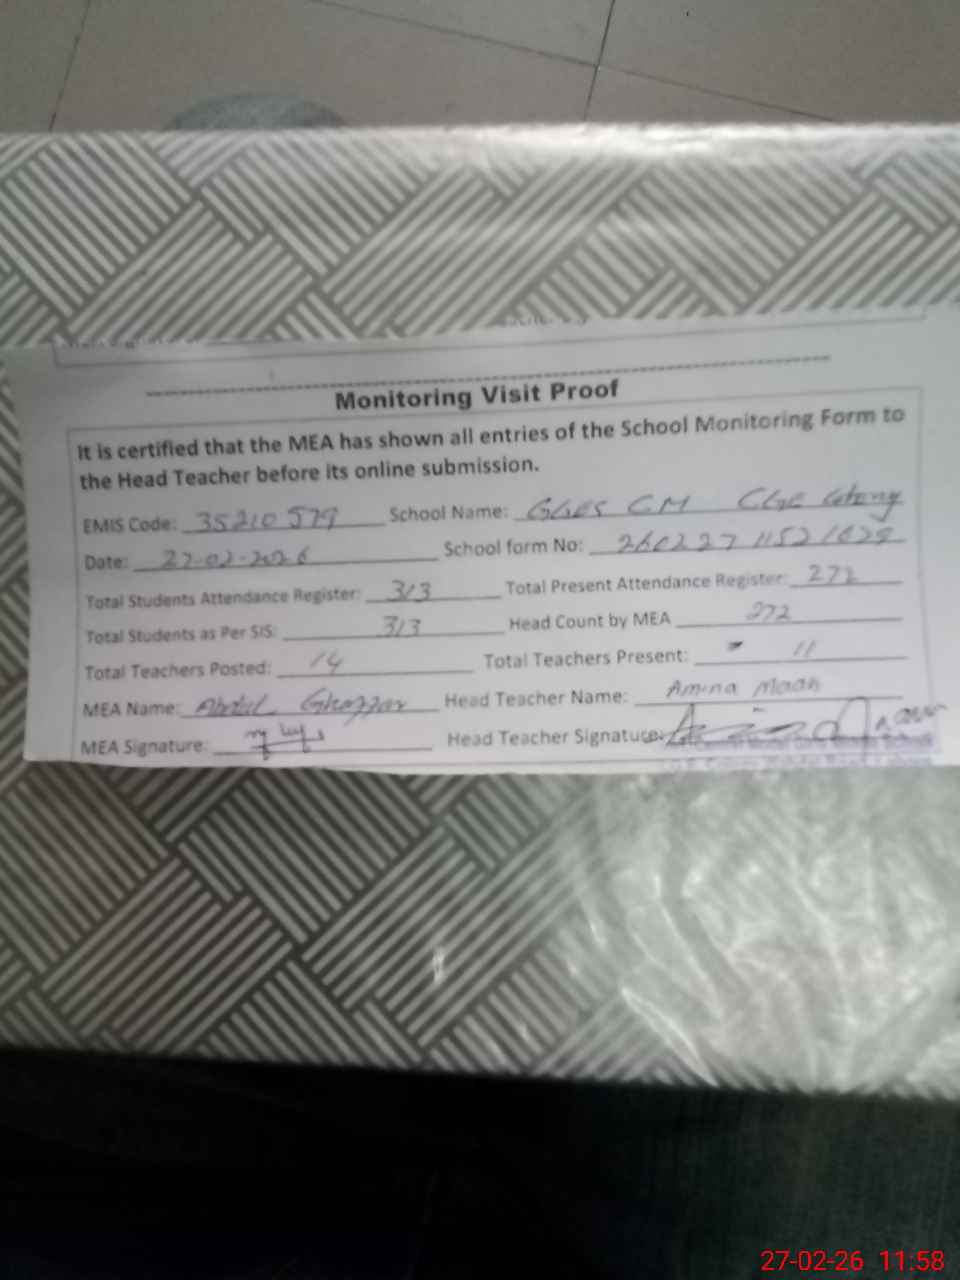 Monitoring Visit Proof
It is certified that the MEA has shown all entries of the School Monitoring Form to
the Head Teacher before its online submission.
EMIS Code: 35210579 School Name: GGES CM
Date: 27-02-2026 School form No:
Total Students Attendance Register: 313 Total Present Attendance Register: 272
Total Students as Per SIS: 313 Head Count by MEA 272
Total Teachers Posted: 14 Total Teachers Present: 11
MEA Name: Abdul Ghaffar Head Teacher Name: Amina Maan
MEA Signature: Head Teacher Signature:
27-02-26 11:58